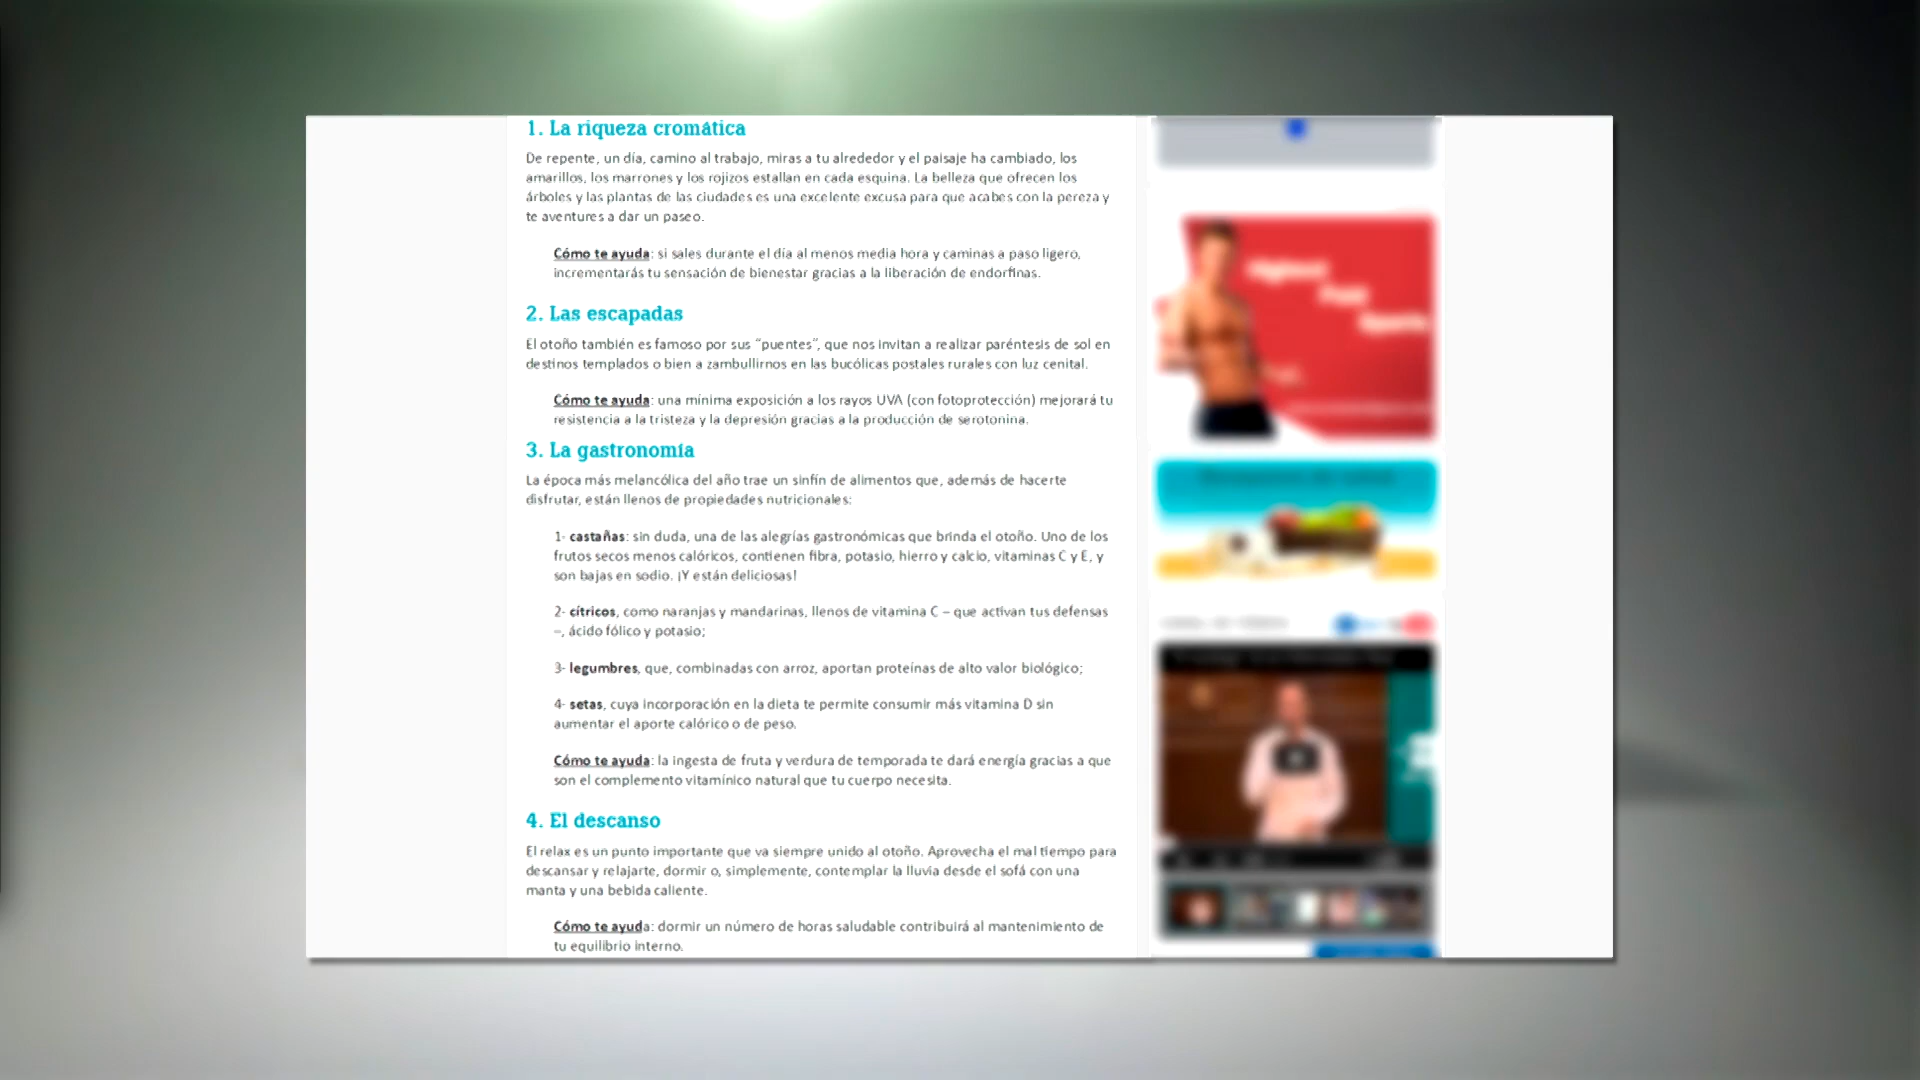 1. La riqueza cromática
De repente, un día, camino al trabajo, miras a tu alrededor y el paisaje ha cambiado, los
amarillos, los marrones y los rojizos estallan en cada esquina. La belleza que ofrecen los
árboles y las plantas de las ciudades es una excelente excusa para que acabes con la pereza y
te aventures a dar un paseo.
Cómo te ayuda: si sales durante el día al menos media hora y caminas a paso ligero,
incrementarás tu sensación de bienestar gracias a la liberación de endorfinas.
2. Las escapadas
El otoño también es famoso por sus “puentes”, que nos invitan a realizar paréntesis de sol en
destinos templados o bien a zambullirnos en las bucólicas postales rurales con luz cenital.
Cómo te ayuda: una mínima exposición a los rayos UVA (con fotoprotección) mejorará tu
resistencia a la tristeza y la depresión gracias a la producción de serotonina.
3. La gastronomía
La época más melancólica del año trae un sinfín de alimentos que, además de hacerte
disfrutar, están llenos de propiedades nutricionales:
1- castañas: sin duda, una de las alegrías gastronómicas que brinda el otoño. Uno de los
frutos secos menos calóricos, contienen fibra, potasio, hierro y calcio, vitaminas C y E, y
son bajas en sodio. ¡Y están deliciosas!
2- cítricos, como naranjas y mandarinas, llenos de vitamina C – que activan tus defensas
–, ácido fólico y potasio;
3- legumbres, que, combinadas con arroz, aportan proteínas de alto valor biológico;
4- setas, cuya incorporación en la dieta te permite consumir más vitamina D sin
aumentar el aporte calórico o de peso.
Cómo te ayuda: la ingesta de fruta y verdura de temporada te dará energía gracias a que
son el complemento vitamínico natural que tu cuerpo necesita.
4. El descanso
El relax es un punto importante que va siempre unido al otoño. Aprovecha el mal tiempo para
descansar y relajarte, dormir o, simplemente, contemplar la lluvia desde el sofá con una
manta y una bebida caliente.
Cómo te ayuda: dormir un número de horas saludable contribuirá al mantenimiento de
tu equilibrio interno.